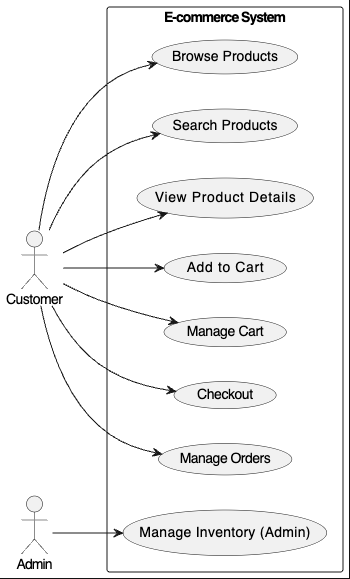 E-commerce System
Browse Products
Search Products
View Product Details
Add to Cart
Customer
Manage Cart
Checkout
Manage Orders
Manage Inventory (Admin)
Admin